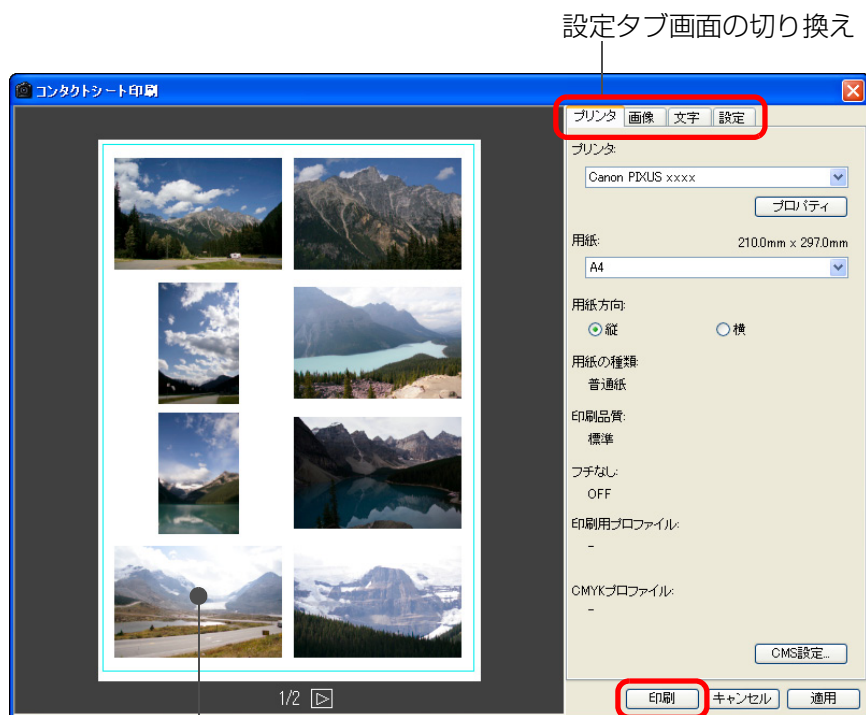 設定タブ画面の切り換え
コンタクトシート印刷
プリンタ 画像 文字 設定
プリンタ:
Canon PIXUS xxxx
プロパティ
用紙: 210.0mm x 297.0mm
A4
用紙方向:
縦 横
用紙の種類:
普通紙
印刷品質:
標準
フチなし:
OFF
印刷用プロファイル:
-
CMYKプロファイル:
-
CMS設定...
1/2
印刷 キャンセル 適用